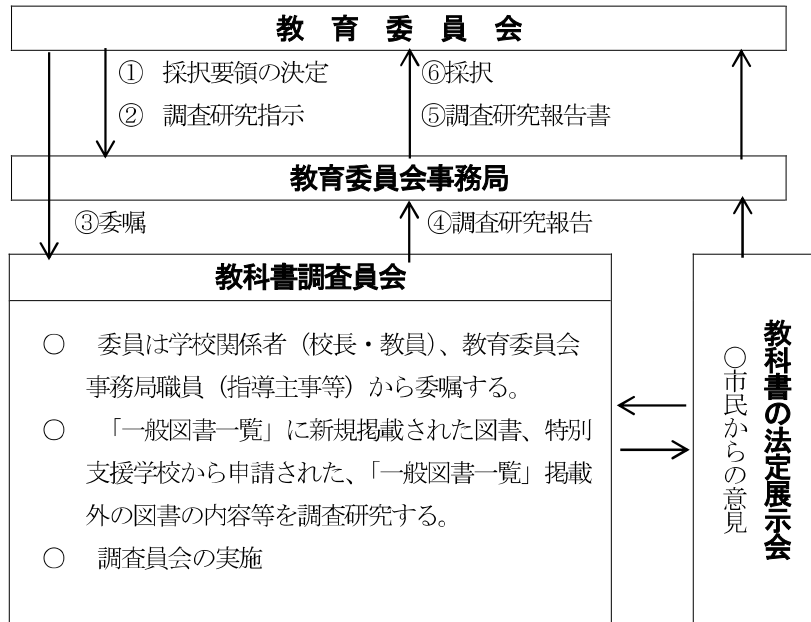 教育委員会
① 採択要領の決定
② 調査研究指示
⑥採択
⑤調査研究報告書
教育委員会事務局
③委嘱
④調査研究報告
教科書調査員会
○ 委員は学校関係者（校長・教員）、教育委員会
事務局職員（指導主事等）から委嘱する。
○ 「一般図書一覧」に新規掲載された図書、特別
支援学校から申請された、「一般図書一覧」掲載
外の図書の内容等を調査研究する。
○ 調査員会の実施
教科書の法定展示会
○市民からの意見